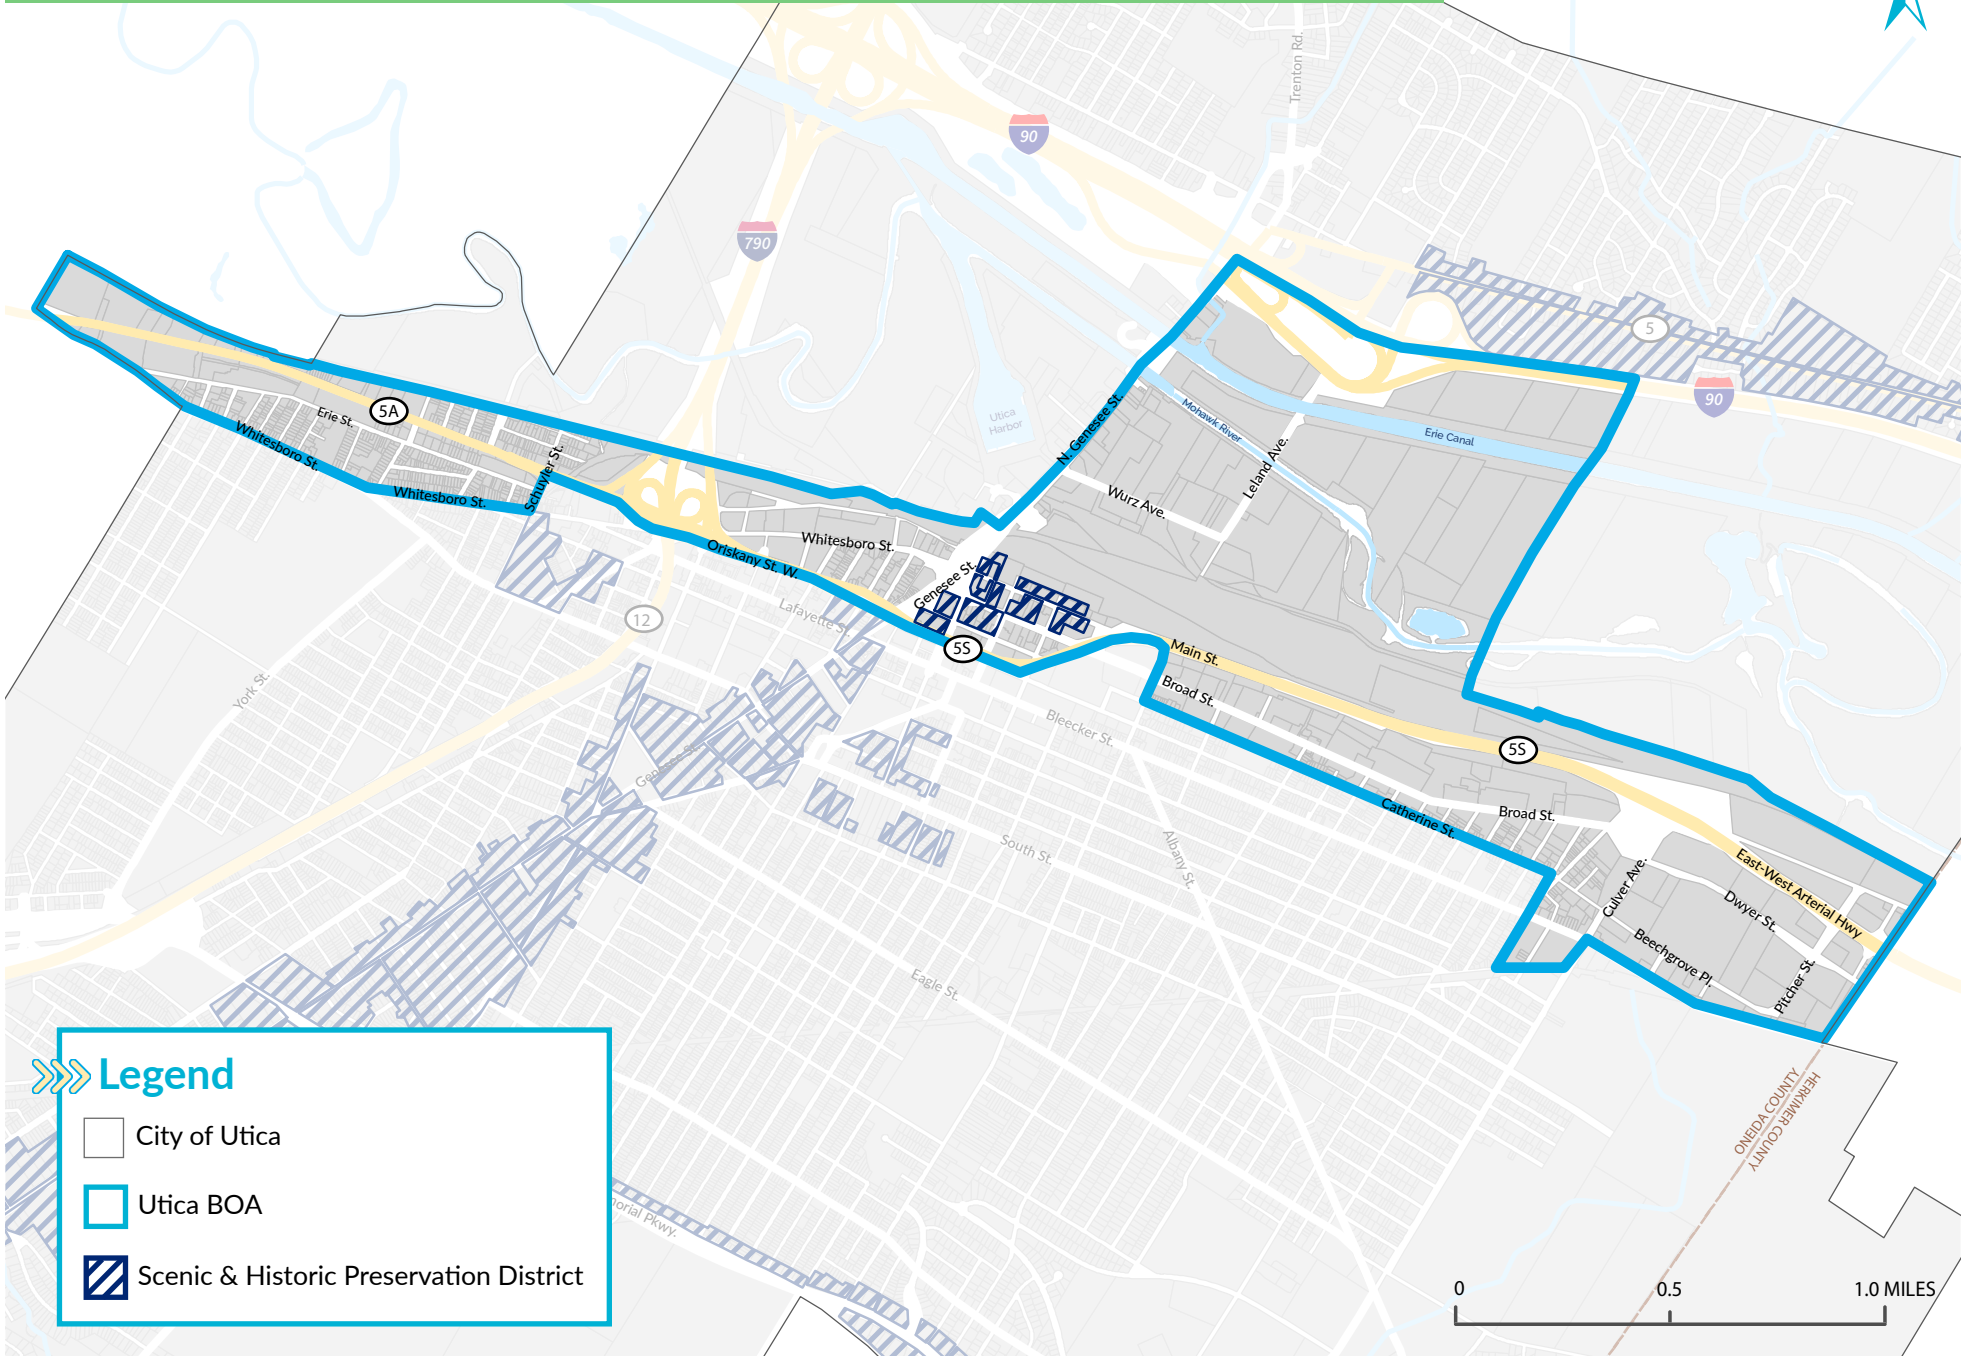 Trenton Rd.
90
790
5
90
Utica
Harbor
N. Genesee St.
Mohawk River
Erie Canal
Leland Ave.
Wurz Ave.
5A
Erie St.
Whitesboro St.
Whitesboro St.
Schuyler St.
Whitesboro St.
Oriskany St. W.
Genesee St.
Lafayette St.
12
5S
Main St.
Broad St.
York St.
Bleecker St.
5S
Genesee St.
Catherine St.
Broad St.
South St.
Albany St.
East-West Arterial Hwy
Culver Ave.
Dwyer St.
Beechgrove Pl.
Pitcher St.
Eagle St.
ONEIDA COUNTY
HERKIMER COUNTY
Legend
City of Utica
Utica BOA
Scenic & Historic Preservation District
orial Pkwy.
0 0.5 1.0 MILES